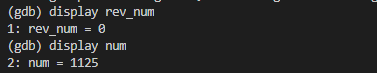 (gdb) display rev_num
1: rev_num = 0
(gdb) display num
2: num = 1125